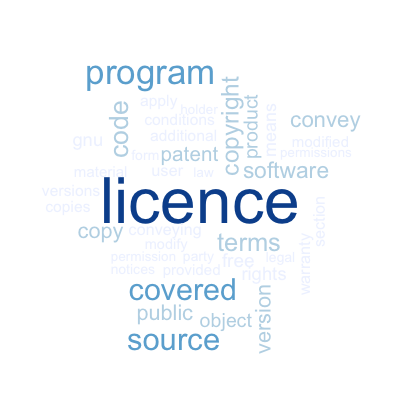 program
copyright
code
apply
holder
product
means
conditions
convey
additional
gnu
modified
form
patent
permissions
material
user
law
software
versions
licence
copies
section
copy
conveying
terms
modify
warranty
permission
party
free
legal
notices
provided
rights
covered
version
public
object
source